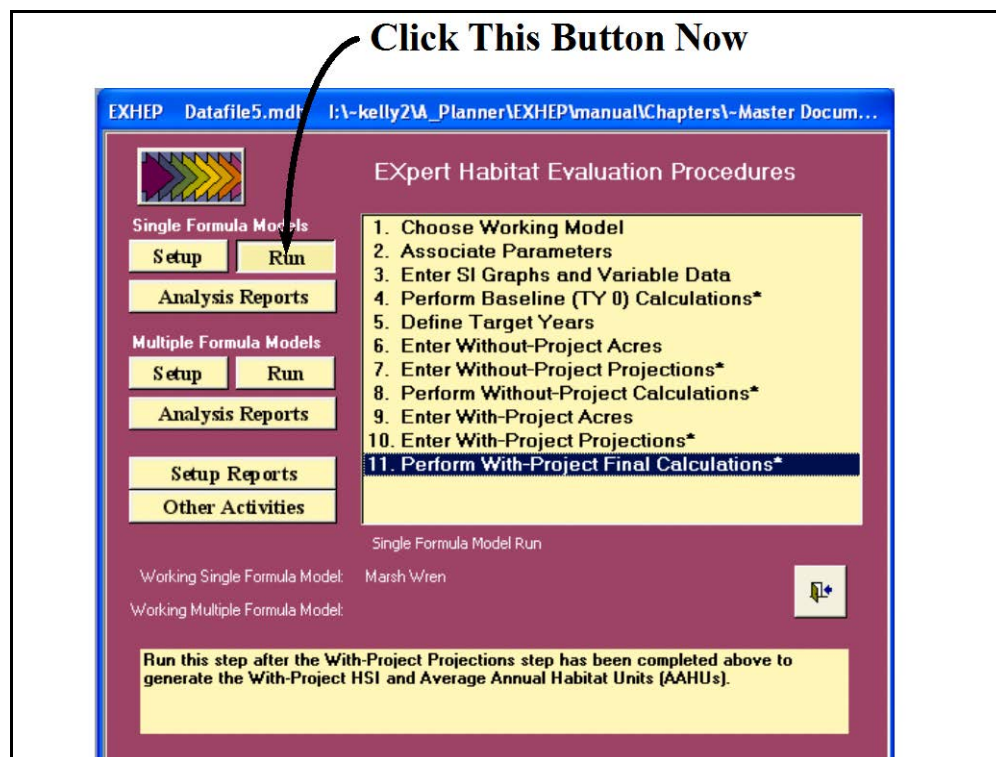 Click This Button Now
EXHEP Datafile5.mdb I:\~kelly2\A_Planner\EXHEP\manual\Chapters\~Master Docum...
EXpert Habitat Evaluation Procedures
Single Formula Models
Setup Run
Analysis Reports
Multiple Formula Models
Setup Run
Analysis Reports
Setup Reports
Other Activities
1. Choose Working Model
2. Associate Parameters
3. Enter SI Graphs and Variable Data
4. Perform Baseline (TY 0) Calculations*
5. Define Target Years
6. Enter Without-Project Acres
7. Enter Without-Project Projections*
8. Perform Without-Project Calculations*
9. Enter With-Project Acres
10. Enter With-Project Projections*
11. Perform With-Project Final Calculations*
Single Formula Model Run
Working Single Formula Model: Marsh Wren
Working Multiple Formula Model:
Run this step after the With-Project Projections step has been completed above to
generate the With-Project HSI and Average Annual Habitat Units (AAHUs).